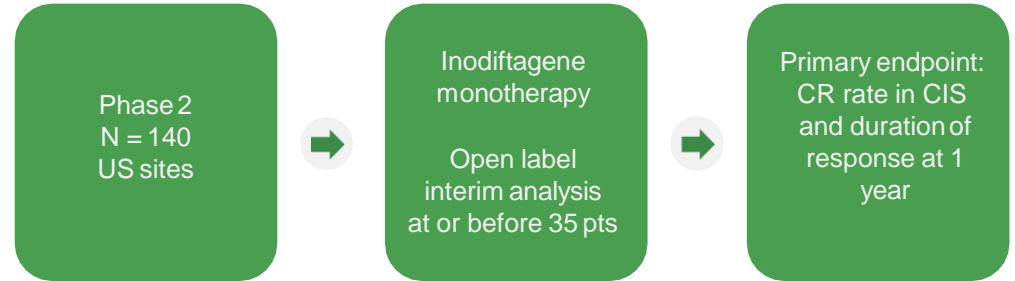 Phase 2
N = 140
US sites
Inodiftagene
monotherapy
Open label
interim analysis
at or before 35 pts
Primary endpoint:
CR rate in CIS
and duration of
response at 1
year